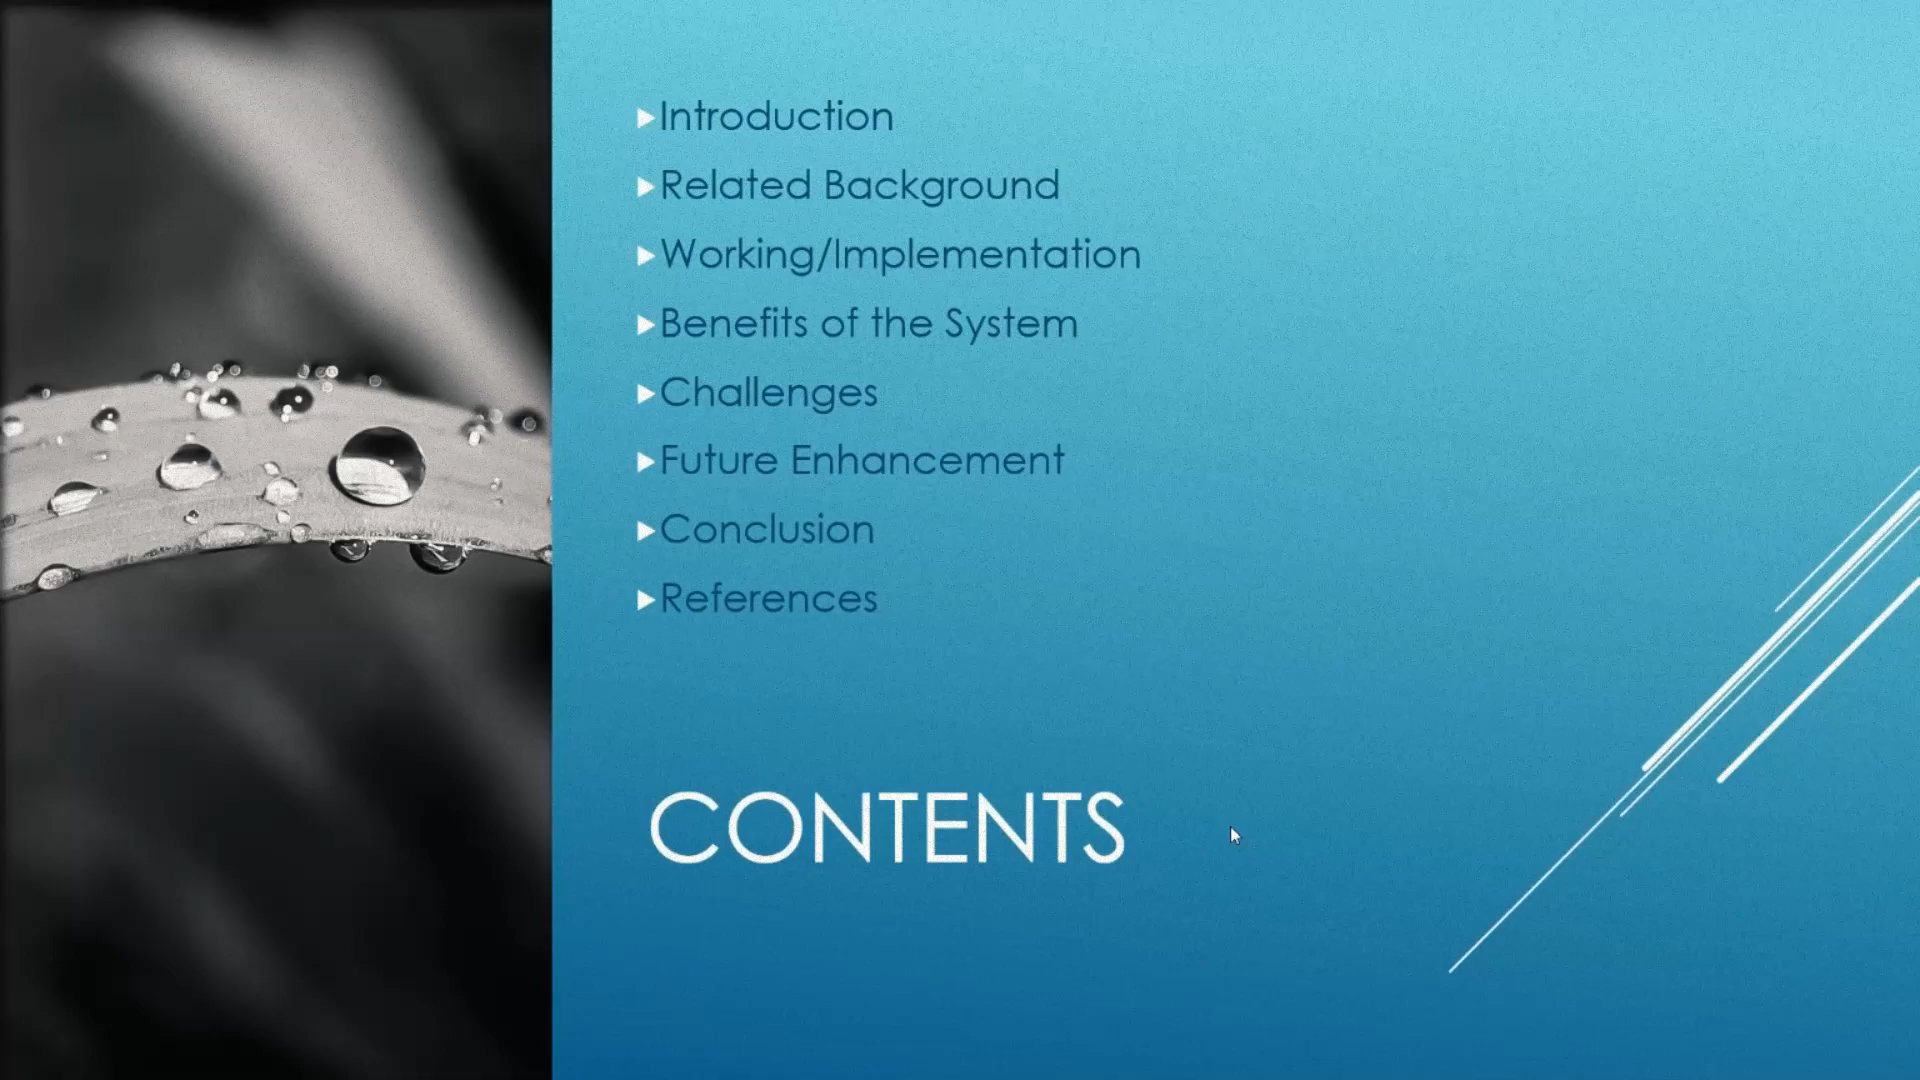 Introduction
Related Background
Working/Implementation
Benefits of the System
Challenges
Future Enhancement
Conclusion
References
CONTENTS